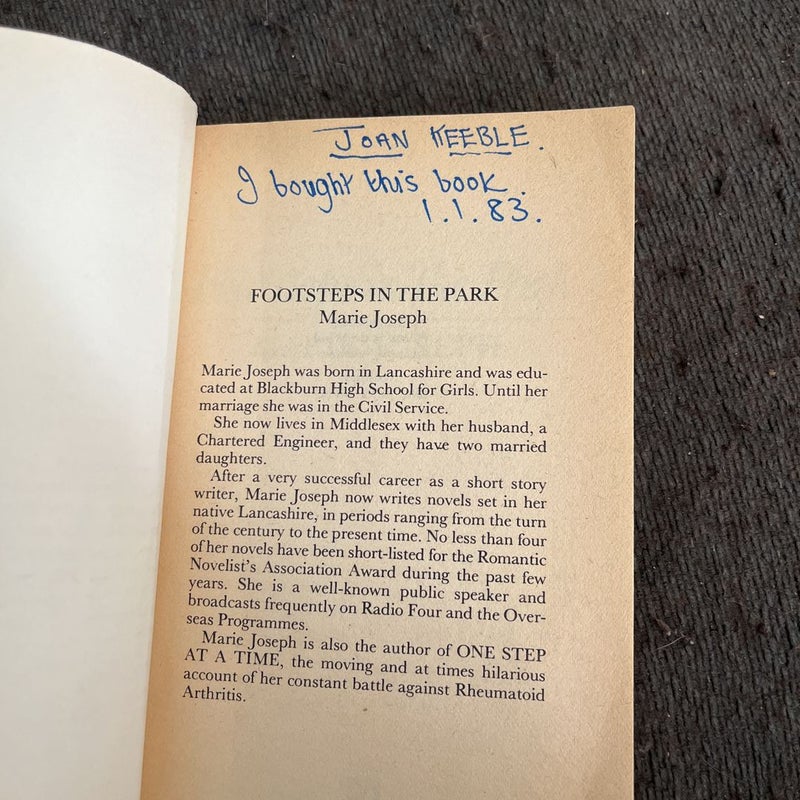 JOAN KEEBLE.
I bought this book.
1.1.83.
FOOTSTEPS IN THE PARK
Marie Joseph
Marie Joseph was born in Lancashire and was edu-
cated at Blackburn High School for Girls. Until her
marriage she was in the Civil Service.
She now lives in Middlesex with her husband, a
Chartered Engineer, and they have two married
daughters.
After a very successful career as a short story
writer, Marie Joseph now writes novels set in her
native Lancashire, in periods ranging from the turn
of the century to the present time. No less than four
of her novels have been short-listed for the Romantic
Novelist's Association Award during the past few
years. She is a well-known public speaker and
broadcasts frequently on Radio Four and the Over-
seas Programmes.
Marie Joseph is also the author of ONE STEP
AT A TIME, the moving and at times hilarious
account of her constant battle against Rheumatoid
Arthritis.